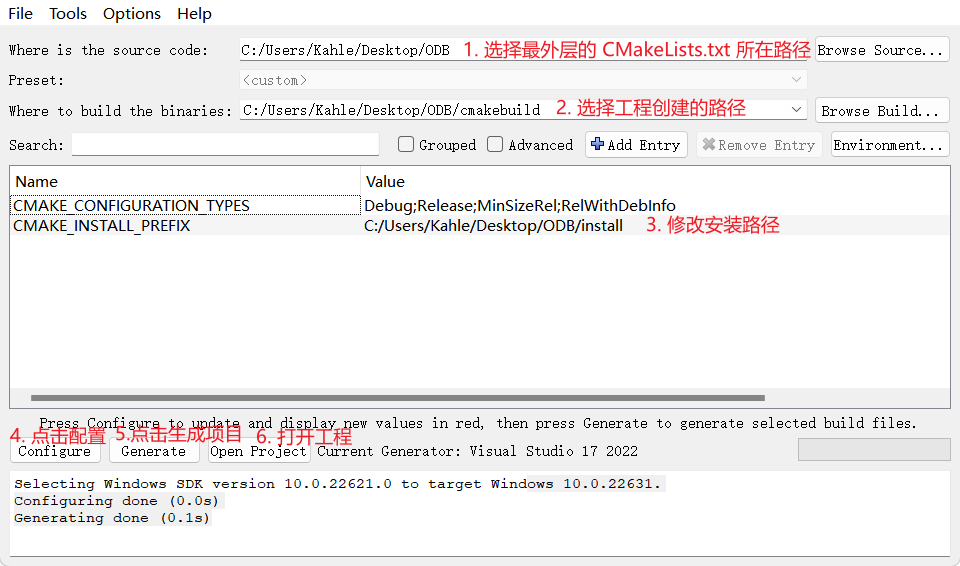 File Tools Options Help
Where is the source code: C:/Users/Kahle/Desktop/ODB 1. 选择最外层的 CMakeLists.txt 所在路径 Browse Source...
Preset: <custom>
Where to build the binaries: C:/Users/Kahle/Desktop/ODB/cmakebuild 2. 选择工程创建的路径 Browse Build...
Search: Grouped Advanced Add Entry Remove Entry Environment...
Name Value
CMAKE_CONFIGURATION_TYPES Debug;Release;MinSizeRel;RelWithDebInfo
CMAKE_INSTALL_PREFIX C:/Users/Kahle/Desktop/ODB/install 3. 修改安装路径
Press Configure to update and display new values in red, then press Generate to generate selected build files.
4. 点击配置 5.点击生成项目 6. 打开工程
Configure Generate Open Project Current Generator: Visual Studio 17 2022
Selecting Windows SDK version 10.0.22621.0 to target Windows 10.0.22631.
Configuring done (0.0s)
Generating done (0.1s)